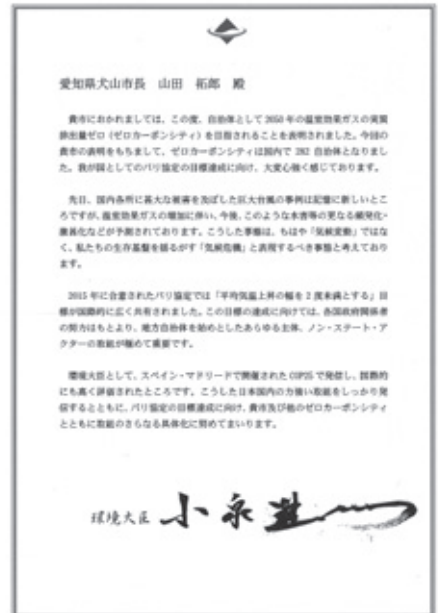 愛知県犬山市長　山田　拓郎　殿
貴市におかれましては、この度、自治体として 2050 年の温室効果ガスの実質
排出量ゼロ（ゼロカーボンシティ）を目指されることを表明されました。今回の
貴市の表明をもちまして、ゼロカーボンシティは国内で 282 自治体となりまし
た。我が国としてのパリ協定の目標達成に向け、大変心強く感じております。
先日、国内各所に甚大な被害を及ぼした巨大台風の事例は記憶に新しいとこ
ろですが、温室効果ガスの増加に伴い、今後、このような水害等の更なる頻発化・
激甚化などが予測されております。こうした事態は、もはや「気候変動」ではな
く、私たちの生存基盤を揺るがす「気候危機」と表現するべき事態と考えており
ます。
2015 年に合意されたパリ協定では「平均気温上昇の幅を 2 度未満とする」目
標が国際的に広く共有されました。この目標の達成に向けては、各国政府関係者
の努力はもとより、地方自治体を始めとしたあらゆる主体、ノン・ステート・ア
クターの取組が極めて重要です。
環境大臣として、スペイン・マドリードで開催された COP25 で発信し、国際的
にも高く評価されたところです。こうした日本国内の力強い取組をしっかり発
信するとともに、パリ協定の目標達成に向け、貴市及び他のゼロカーボンシティ
とともに取組のさらなる具体化に努めてまいります。
環境大臣 小泉進